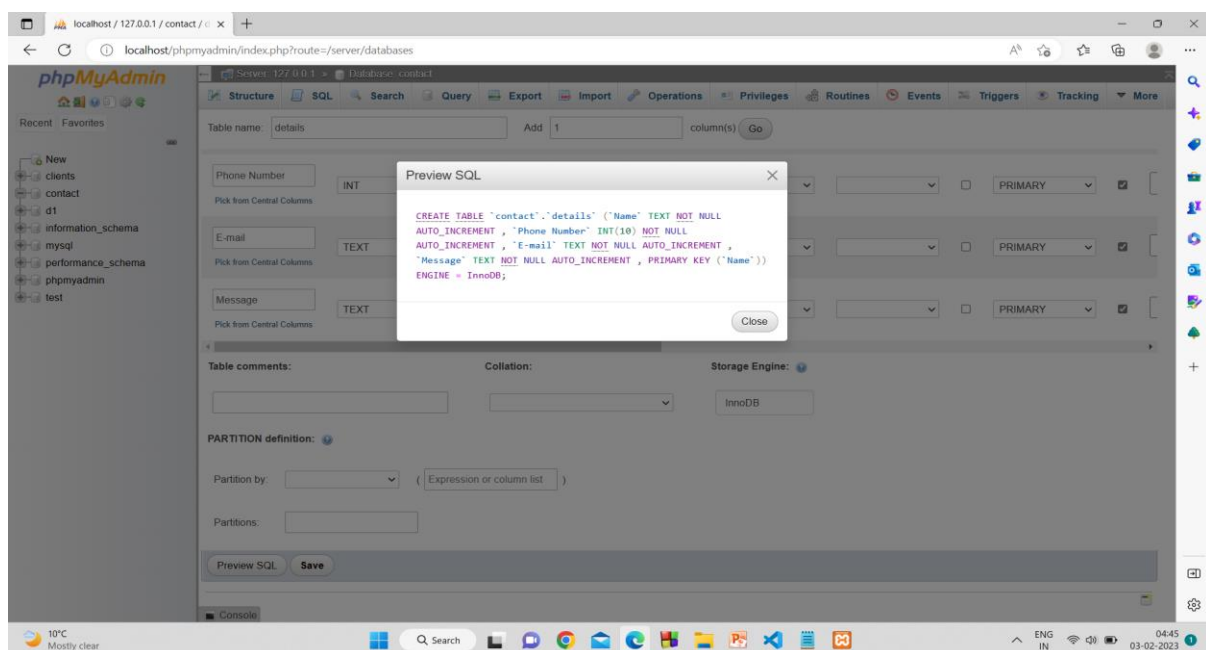 localhost / 127.0.0.1 / contact /
localhost/phpmyadmin/index.php?route=/server/databases
phpMyAdmin
Recent Favorites
New
clients
contact
d1
information_schema
mysql
performance_schema
phpmyadmin
test
Server: 127.0.0.1 » Database: contact
Structure SQL Search Query Export Import Operations Privileges Routines Events Triggers Tracking More
Table name: details Add 1 column(s) Go
Phone Number INT PRIMARY
Pick from Central Columns
E-mail TEXT PRIMARY
Pick from Central Columns
Message TEXT PRIMARY
Pick from Central Columns
Preview SQL
CREATE TABLE `contact`.`details` (`Name` TEXT NOT NULL
AUTO_INCREMENT , `Phone Number` INT(10) NOT NULL
AUTO_INCREMENT , `E-mail` TEXT NOT NULL AUTO_INCREMENT ,
`Message` TEXT NOT NULL AUTO_INCREMENT , PRIMARY KEY (`Name`))
ENGINE = InnoDB;
Close
Table comments: Collation: Storage Engine:
InnoDB
PARTITION definition:
Partition by: ( Expression or column list )
Partitions:
Preview SQL Save
Console
10°C
Mostly clear
Search
ENG
IN
04:45
03-02-2023
1